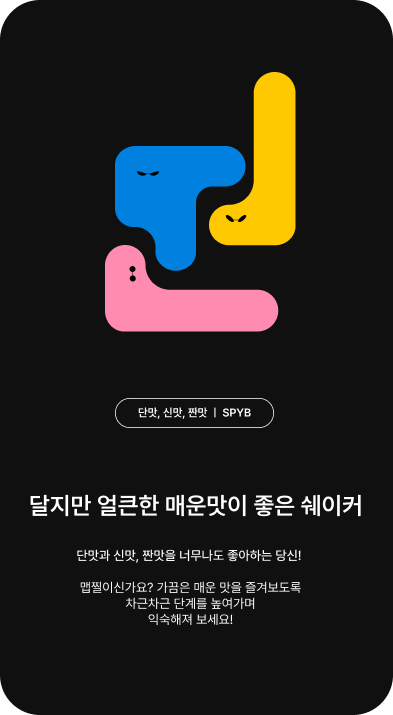 단맛, 신맛, 짠맛 | SPYB
달지만 얼큰한 매운맛이 좋은 쉐이커
단맛과 신맛, 짠맛을 너무나도 좋아하는 당신!
맵찔이신가요? 가끔은 매운 맛을 즐겨보도록
차근차근 단계를 높여가며
익숙해져 보세요!